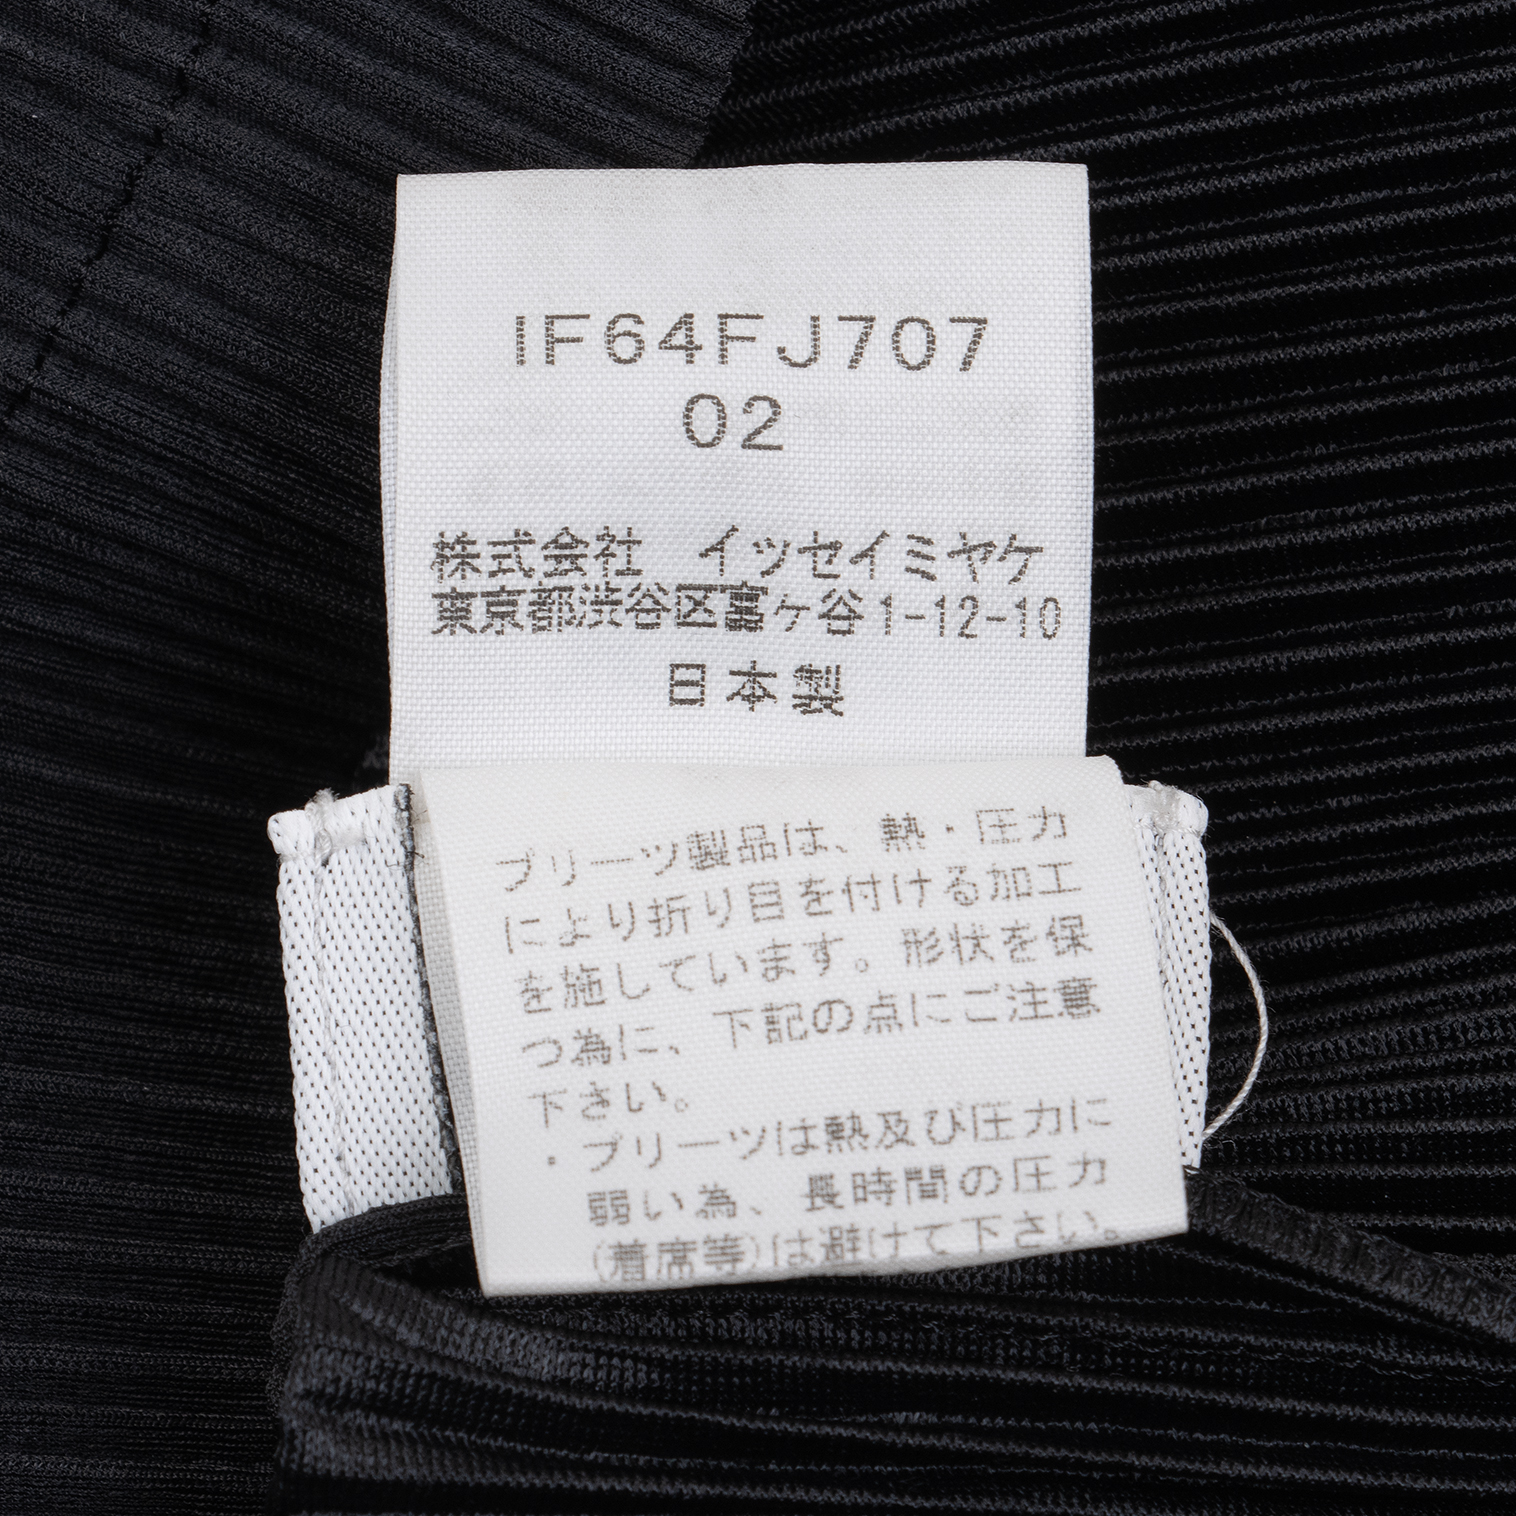 IF64FJ707
02
株式会社　イッセイミヤケ
東京都渋谷区富ヶ谷1-12-10
日本製
プリーツ製品は、熱・圧力
により折り目を付ける加工
を施しています。形状を保
つ為に、下記の点にご注意
下さい。
・プリーツは熱及び圧力に
弱い為、長時間の圧力
(着席等)は避けて下さい。